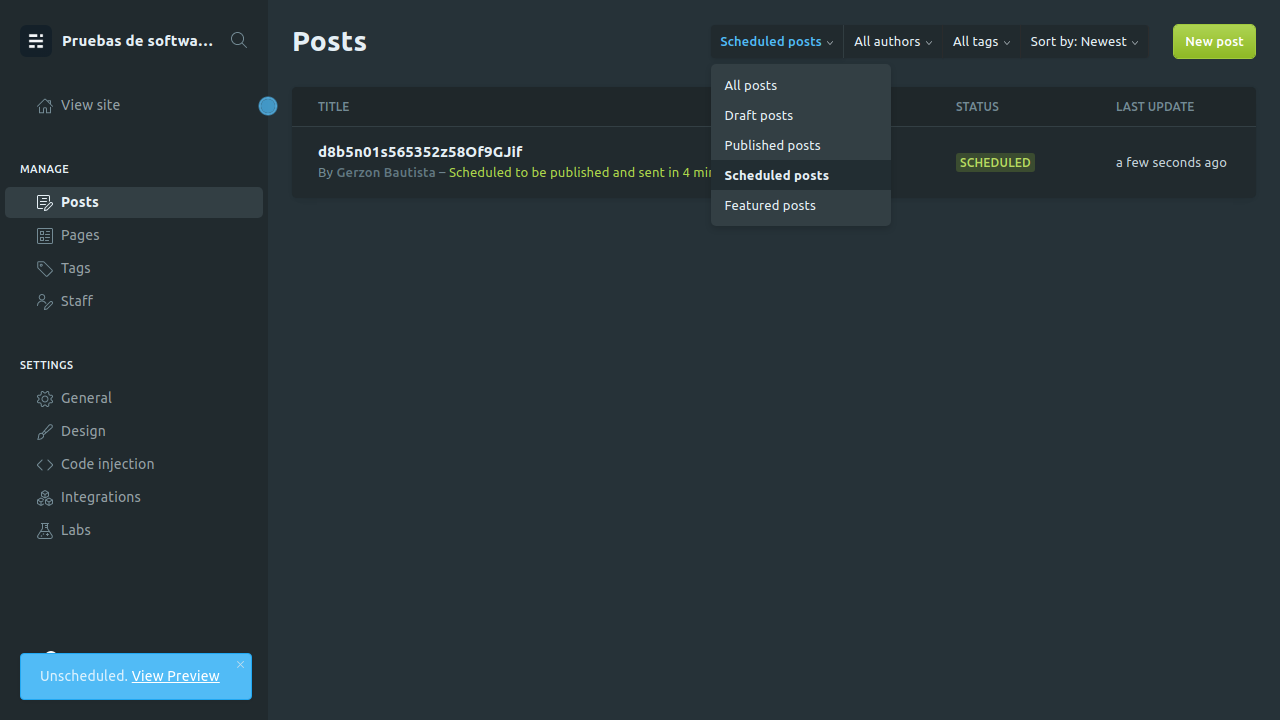 Pruebas de softwa...
View site
MANAGE
Posts
Pages
Tags
Staff
SETTINGS
General
Design
Code injection
Integrations
Labs
Unscheduled. View Preview
Posts
Scheduled posts
All authors
All tags
Sort by: Newest
New post
All posts
Draft posts
Published posts
Scheduled posts
Featured posts
TITLE
STATUS
LAST UPDATE
d8b5n01s565352z58Of9GJif
By Gerzon Bautista – Scheduled to be published and sent in 4 min
SCHEDULED
a few seconds ago